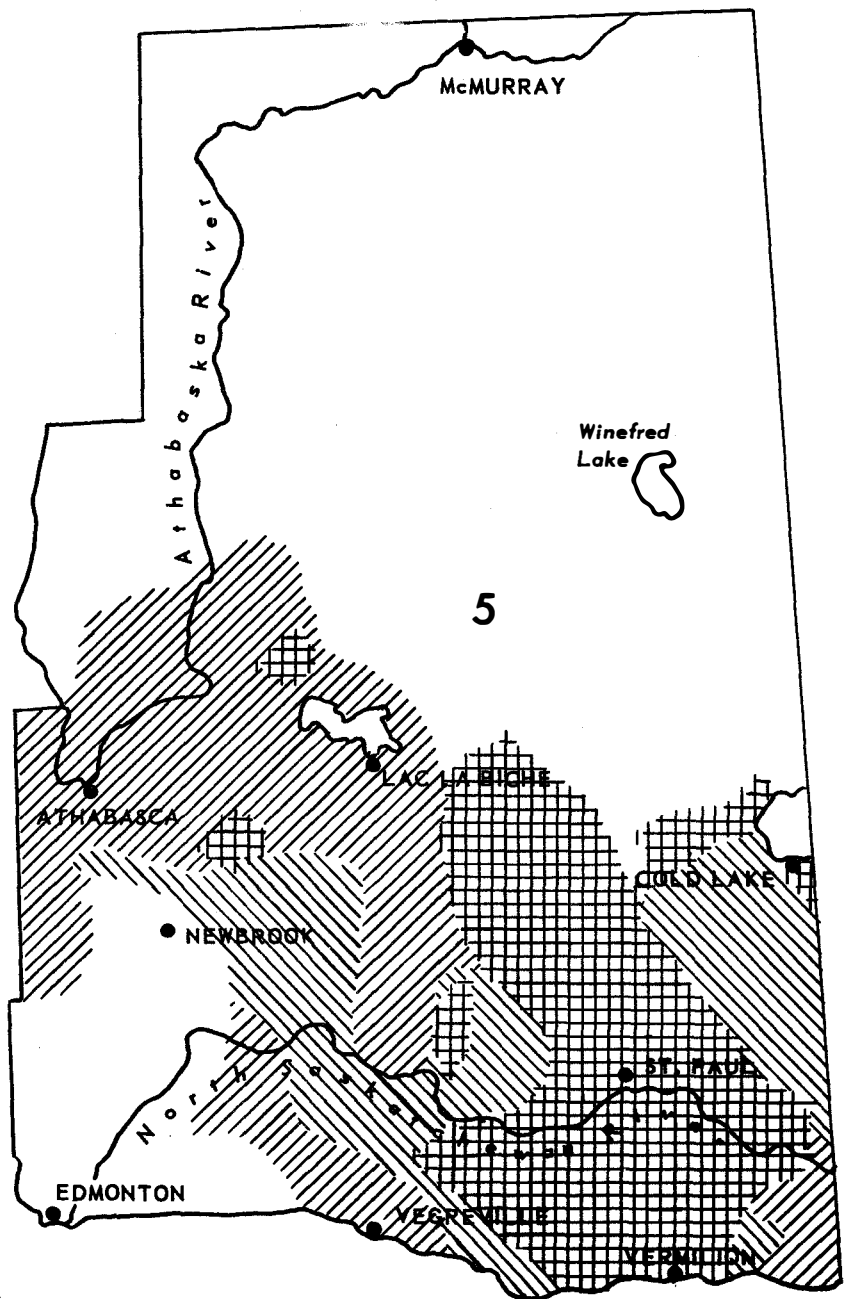 McMURRAY
Athabaska River
Winefred
Lake
5
LAC LA BICHE
ATHABASCA
COLD LAKE
NEWBROOK
ST. PAUL
North Saskatchewan River
EDMONTON
VEGREVILLE
VERMILION